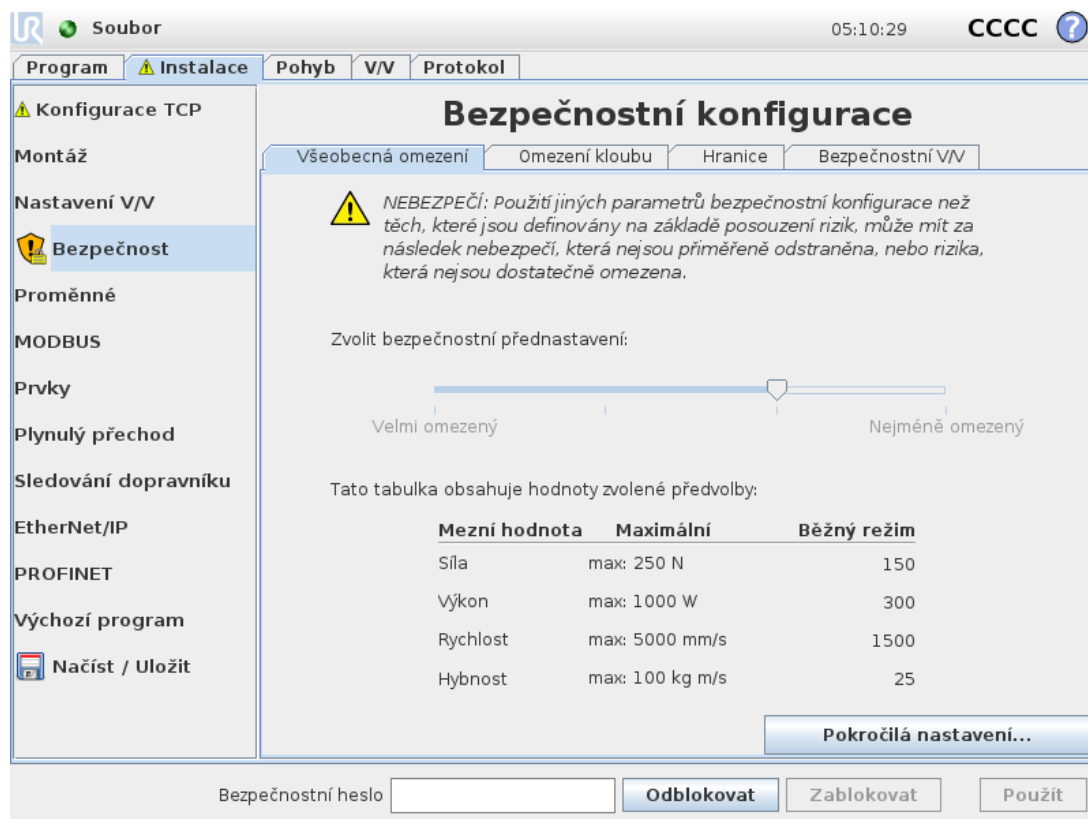 UR Soubor 05:10:29 CCCC ?
Program Instalace Pohyb V/V Protokol
Konfigurace TCP
Montáž
Nastavení V/V
Bezpečnost
Proměnné
MODBUS
Prvky
Plynulý přechod
Sledování dopravníku
EtherNet/IP
PROFINET
Výchozí program
Načíst / Uložit
Bezpečnostní konfigurace
Všeobecná omezení Omezení kloubu Hranice Bezpečnostní V/V
NEBEZPEČÍ: Použití jiných parametrů bezpečnostní konfigurace než
těch, které jsou definovány na základě posouzení rizik, může mít za
následek nebezpečí, která nejsou přiměřeně odstraněna, nebo rizika,
která nejsou dostatečně omezena.
Zvolit bezpečnostní přednastavení:
Velmi omezený Nejméně omezený
Tato tabulka obsahuje hodnoty zvolené předvolby:
Mezní hodnota Maximální Běžný režim
Síla max: 250 N 150
Výkon max: 1000 W 300
Rychlost max: 5000 mm/s 1500
Hybnost max: 100 kg m/s 25
Pokročilá nastavení...
Bezpečnostní heslo Odblokovat Zablokovat Použít